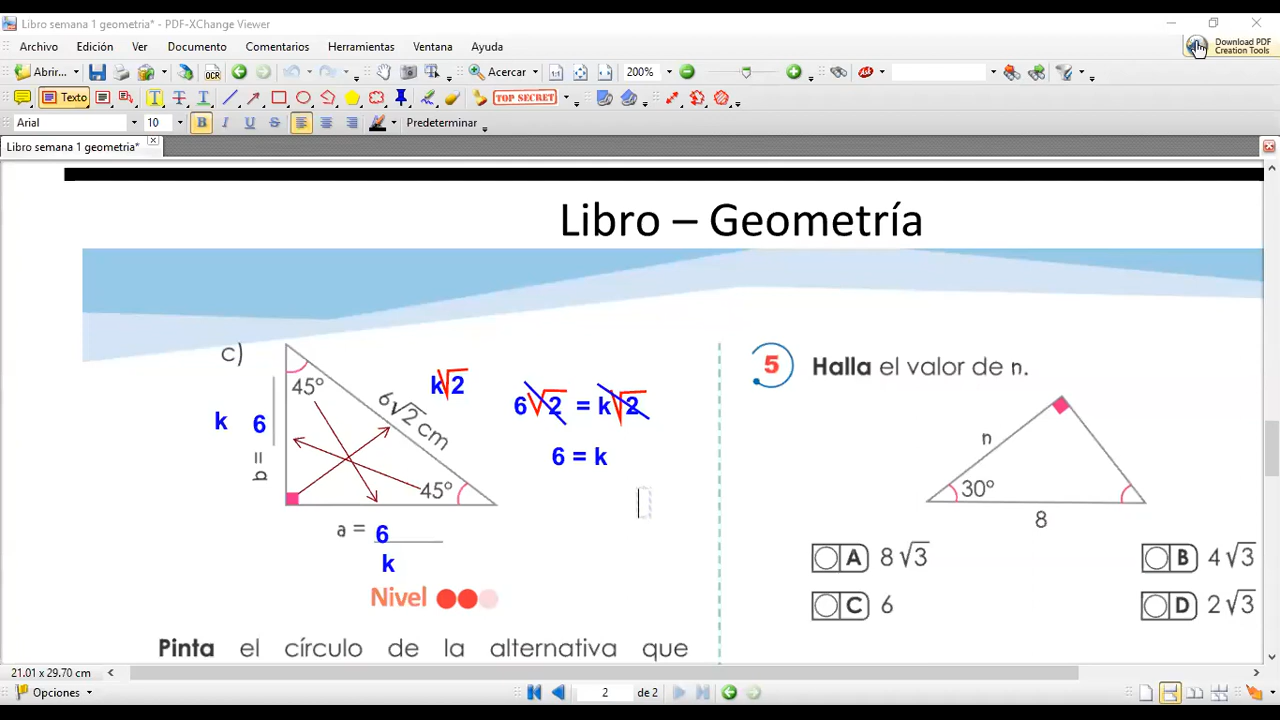 Libro semana 1 geometria* - PDF-XChange Viewer
Archivo Edición Ver Documento Comentarios Herramientas Ventana Ayuda
Download PDF
Creation Tools
Abrir... OCR Acercar 200%
Texto TOP SECRET
Arial 10 B I U S Predeterminar
Libro semana 1 geometria*
Libro – Geometría
c)
45°
6√2 cm
k√2
k 6
b =
45°
a = 6
k
6√2 = k√2
6 = k
Nivel
Pinta el círculo de la alternativa que
5 Halla el valor de n.
n
30°
8
A 8√3
B 4√3
C 6
D 2√3
21.01 x 29.70 cm
Opciones 2 de 2